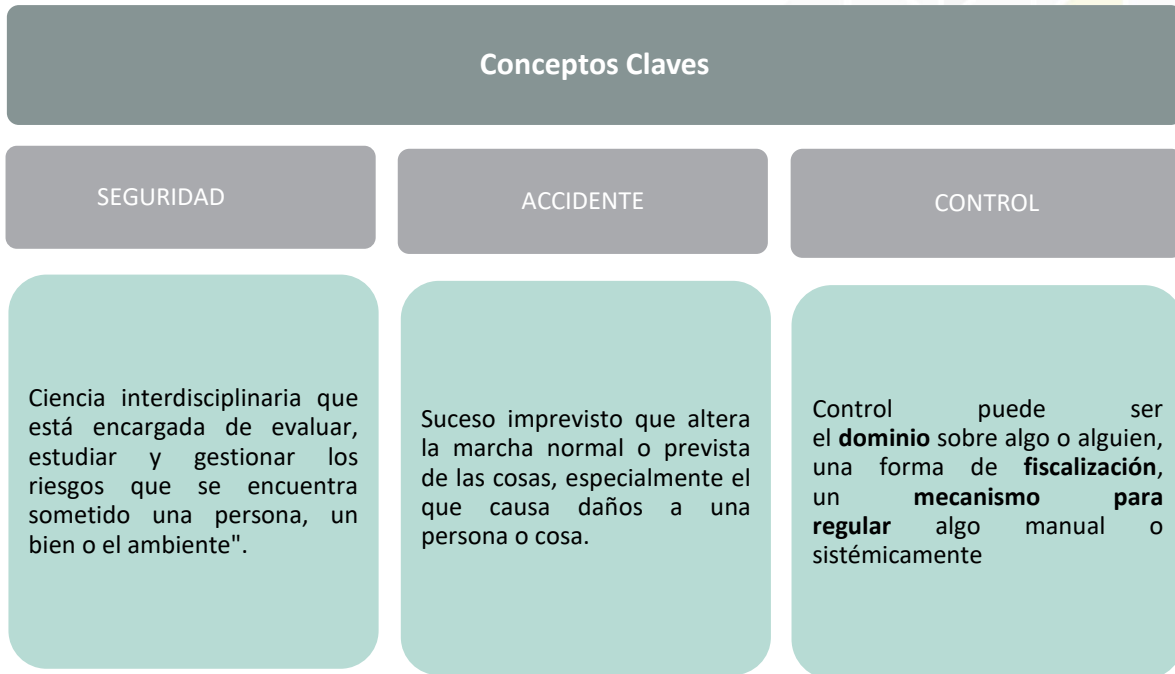 Conceptos Claves
SEGURIDAD
ACCIDENTE
CONTROL
Ciencia interdisciplinaria que
está encargada de evaluar,
estudiar y gestionar los
riesgos que se encuentra
sometido una persona, un
bien o el ambiente".
Suceso imprevisto que altera
la marcha normal o prevista
de las cosas, especialmente el
que causa daños a una
persona o cosa.
Control puede ser
el dominio sobre algo o alguien,
una forma de fiscalización,
un mecanismo para
regular algo manual o
sistémicamente